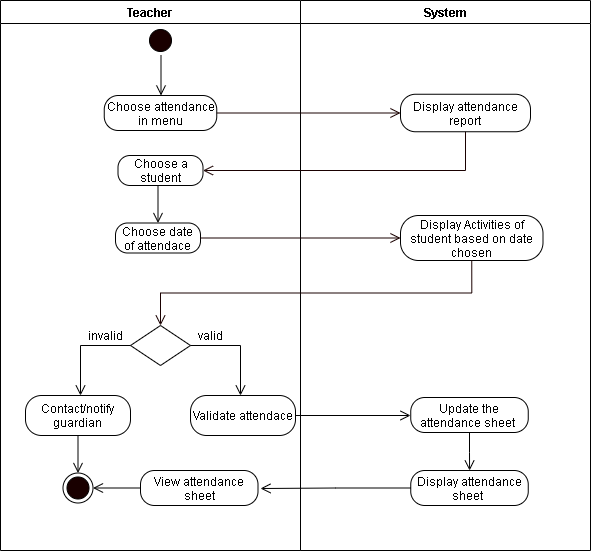 Teacher
System
Choose attendance
in menu
Display attendance
report
Choose a
student
Choose date
of attendace
Display Activities of
student based on date
chosen
invalid
valid
Contact/notify
guardian
Validate attendace
Update the
attendance sheet
View attendance
sheet
Display attendance
sheet